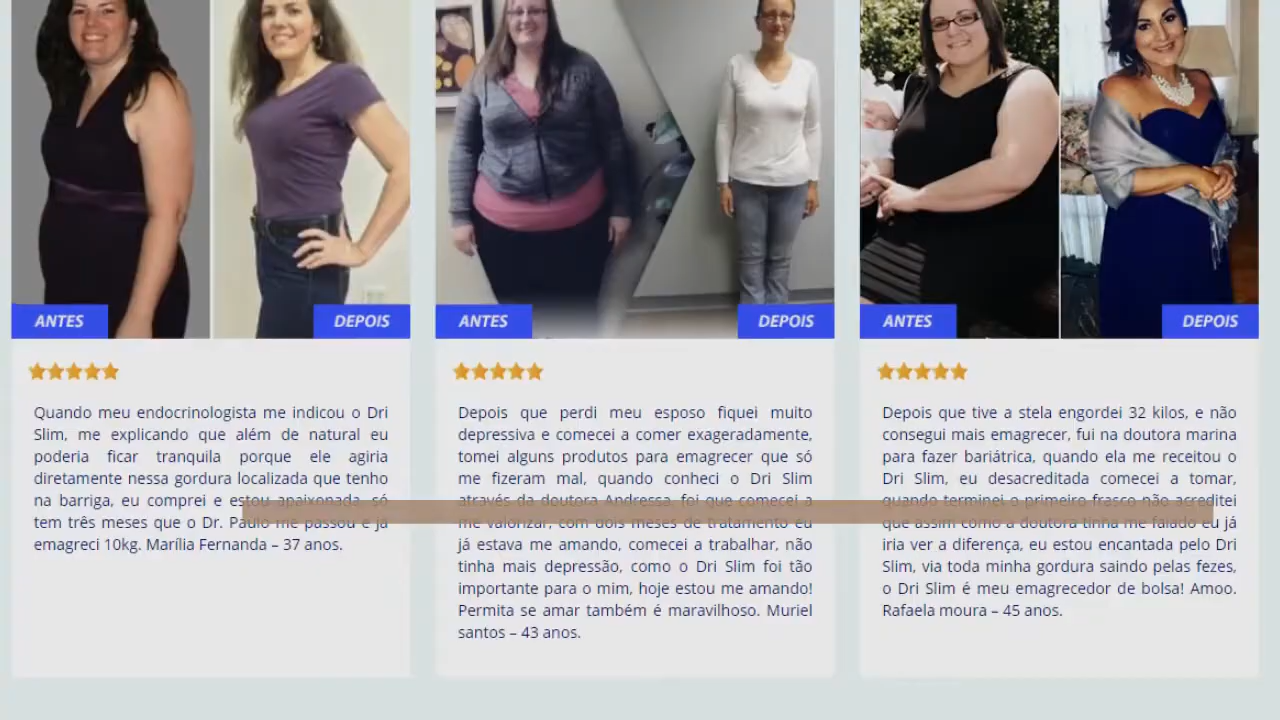 ANTES
DEPOIS
Quando meu endocrinologista me indicou o Dri
Slim, me explicando que além de natural eu
poderia ficar tranquila porque ele agiria
diretamente nessa gordura localizada que tenho
na barriga, eu comprei e estou apaixonada, só
tem três meses que o Dr. Paulo me passou e já
emagreci 10kg. Marília Fernanda – 37 anos.
ANTES
DEPOIS
Depois que perdi meu esposo fiquei muito
depressiva e comecei a comer exageradamente,
tomei alguns produtos para emagrecer que só
me fizeram mal, quando conheci o Dri Slim
através da doutora Andressa, foi que comecei a
me valorizar, com dois meses de tratamento eu
já estava me amando, comecei a trabalhar, não
tinha mais depressão, como o Dri Slim foi tão
importante para o mim, hoje estou me amando!
Permita se amar também é maravilhoso. Muriel
santos – 43 anos.
ANTES
DEPOIS
Depois que tive a stela engordei 32 kilos, e não
consegui mais emagrecer, fui na doutora marina
para fazer bariátrica, quando ela me receitou o
Dri Slim, eu desacreditada comecei a tomar,
quando terminei o primeiro frasco não acreditei
que assim como a doutora tinha me falado eu já
iria ver a diferença, eu estou encantada pelo Dri
Slim, via toda minha gordura saindo pelas fezes,
o Dri Slim é meu emagrecedor de bolsa! Amoo.
Rafaela moura – 45 anos.